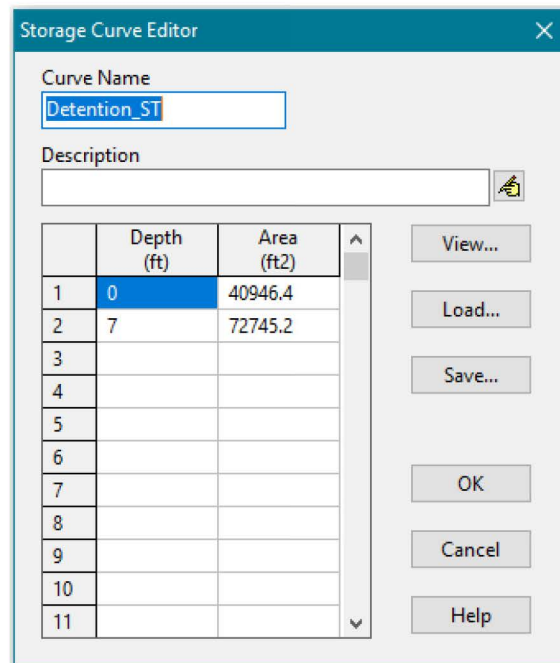 Storage Curve Editor
Curve Name
Detention_ST
Description
Depth (ft) Area (ft2)
1 0 40946.4
2 7 72745.2
3
4
5
6
7
8
9
10
11
View...
Load...
Save...
OK
Cancel
Help